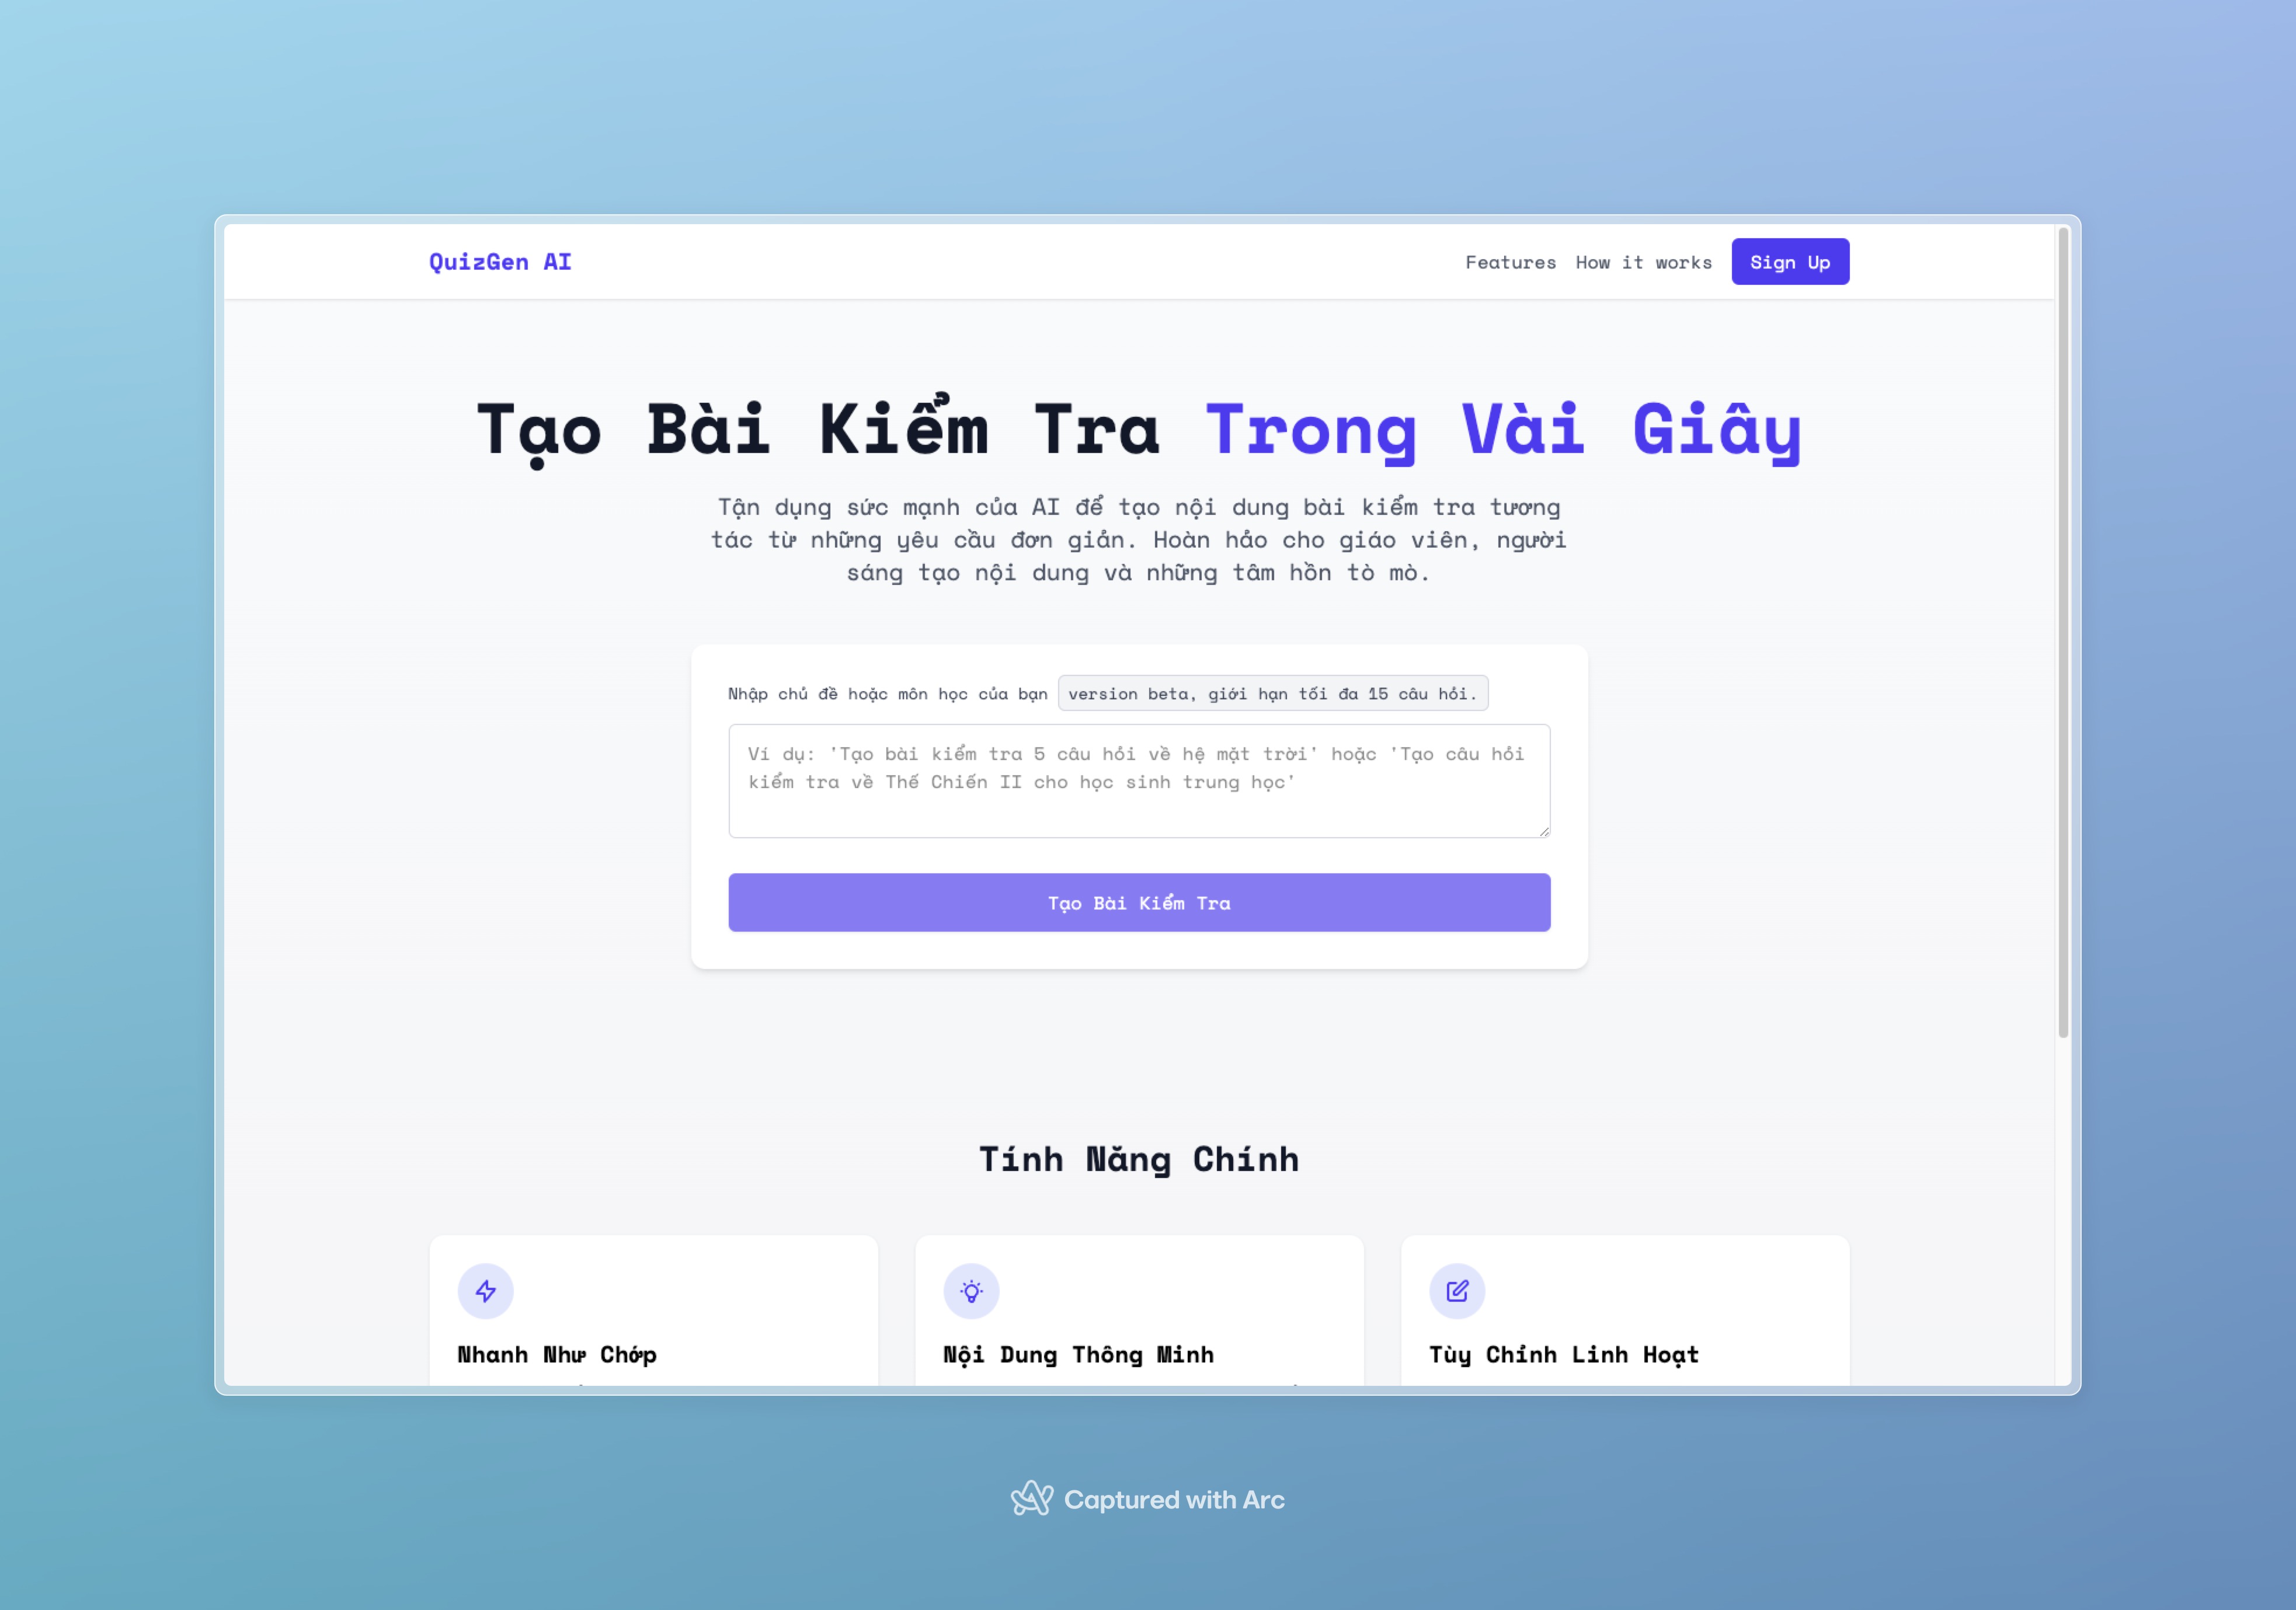 QuizGen AI
Features How it works Sign Up
Tạo Bài Kiểm Tra Trong Vài Giây
Tận dụng sức mạnh của AI để tạo nội dung bài kiểm tra tương
tác từ những yêu cầu đơn giản. Hoàn hảo cho giáo viên, người
sáng tạo nội dung và những tâm hồn tò mò.
Nhập chủ đề hoặc môn học của bạn version beta, giới hạn tối đa 15 câu hỏi.
Ví dụ: 'Tạo bài kiểm tra 5 câu hỏi về hệ mặt trời' hoặc 'Tạo câu hỏi
kiểm tra về Thế Chiến II cho học sinh trung học'
Tạo Bài Kiểm Tra
Tính Năng Chính
Nhanh Như Chớp
Nội Dung Thông Minh
Tùy Chỉnh Linh Hoạt
Captured with Arc